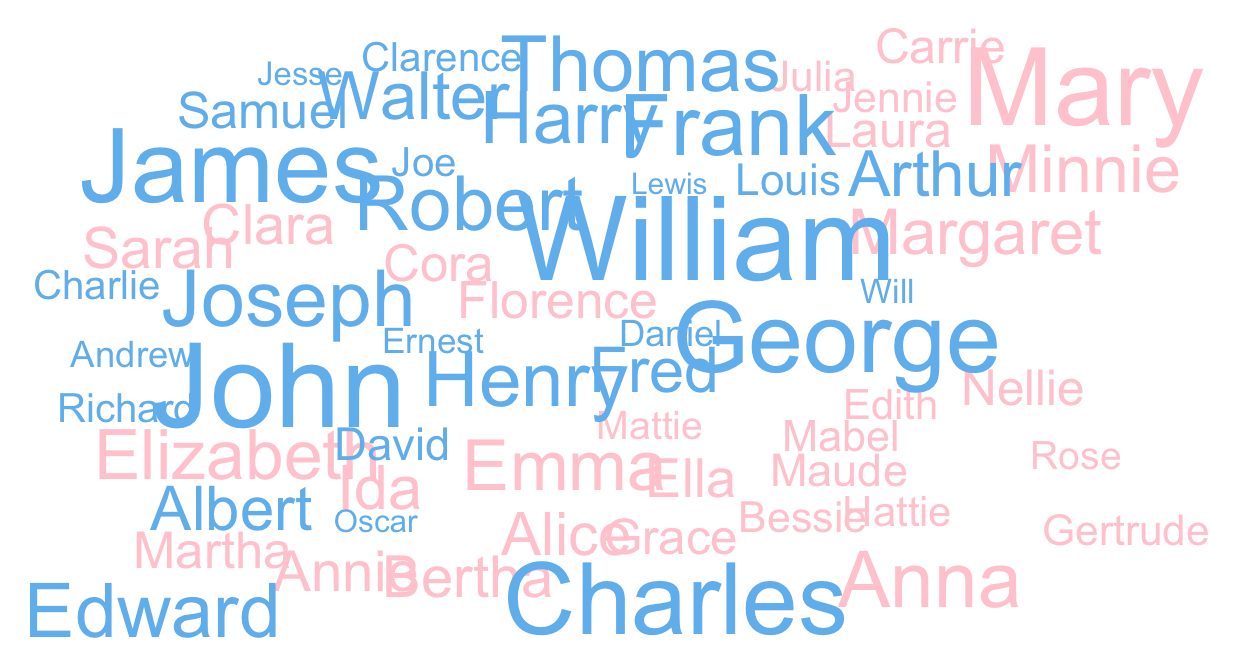 Carrie
Thomas
Clarence
Jesse
Julia
Mary
Walter
Jennie
Samuel
Harry
Frank
Laura
James
Joe
Minnie
Arthur
Louis
Lewis
Robert
Clara
William
Margaret
Sarah
Cora
Charlie
Will
Joseph
Florence
Daniel
George
Ernest
Andrew
Fred
Henry
John
Nellie
Edith
Richard
Mattie
Mabel
David
Elizabeth
Rose
Emma
Maude
Ella
Ida
Albert
Oscar
Bessie
Hattie
Gertrude
Alice
Grace
Martha
Annie
Bertha
Anna
Charles
Edward